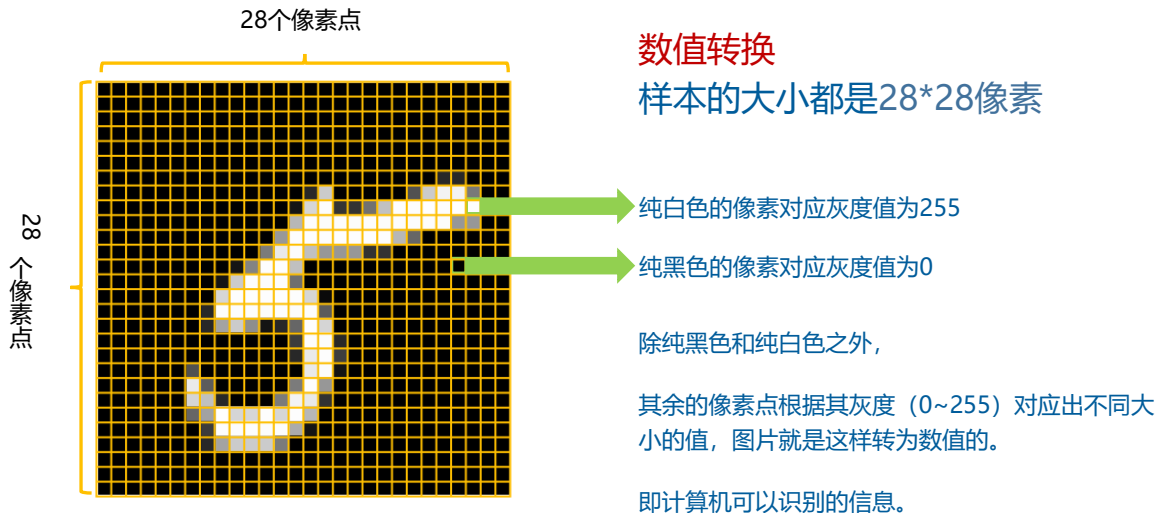 28个像素点
28个像素点
数值转换
样本的大小都是28*28像素
纯白色的像素对应灰度值为255
纯黑色的像素对应灰度值为0
除纯黑色和纯白色之外，
其余的像素点根据其灰度（0~255）对应出不同大
小的值，图片就是这样转为数值的。
即计算机可以识别的信息。